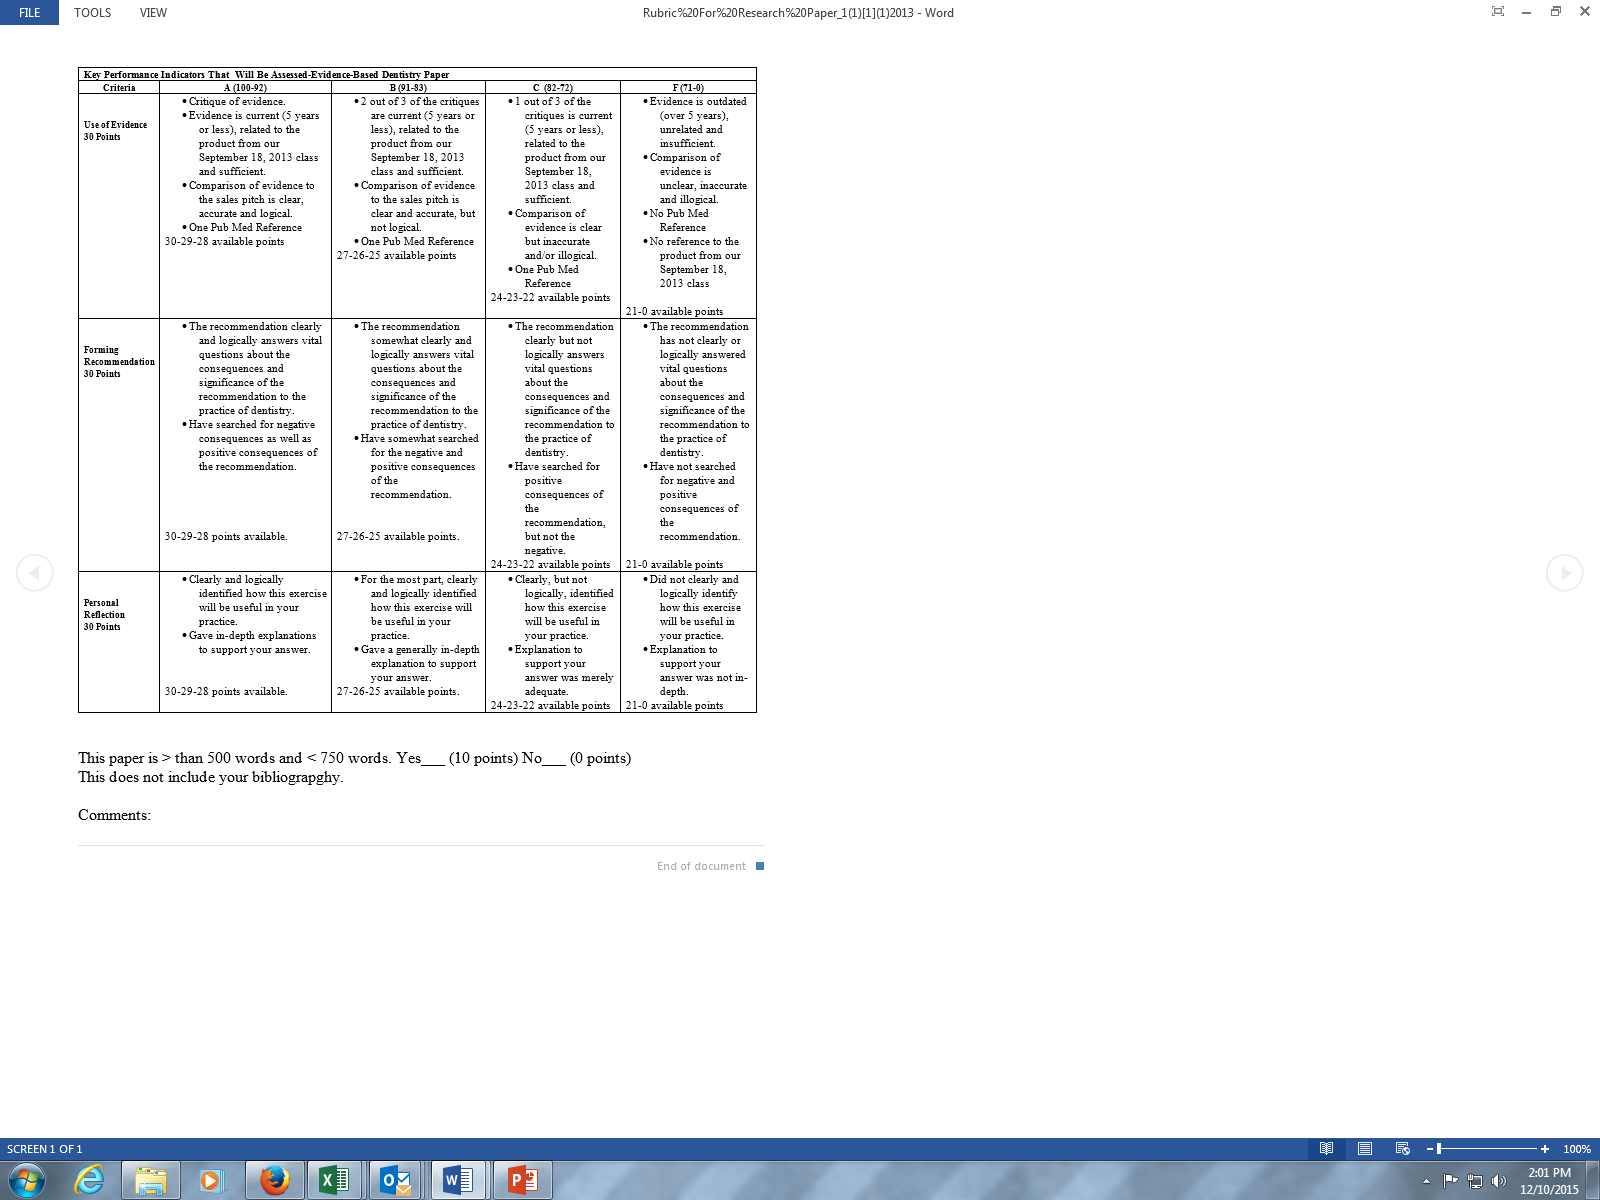 FILE TOOLS VIEW Rubric%20For%20Research%20Paper_1(1)[1](1)2013 - Word
Key Performance Indicators That Will Be Assessed-Evidence-Based Dentistry Paper
Criteria A (100-92) B (91-83) C (82-72) F (71-0)
Use of Evidence
30 Points
• Critique of evidence.
• Evidence is current (5 years
or less), related to the
product from our
September 18, 2013 class
and sufficient.
• Comparison of evidence to
the sales pitch is clear,
accurate and logical.
• One Pub Med Reference
30-29-28 available points
• 2 out of 3 of the critiques
are current (5 years or
less), related to the
product from our
September 18, 2013
class and sufficient.
• Comparison of evidence
to the sales pitch is
clear and accurate, but
not logical.
• One Pub Med Reference
27-26-25 available points
• 1 out of 3 of the
critiques is current
(5 years or less),
related to the
product from our
September 18,
2013 class and
sufficient.
• Comparison of
evidence is clear
but inaccurate
and/or illogical.
• One Pub Med
Reference
24-23-22 available points
• Evidence is outdated
(over 5 years),
unrelated and
insufficient.
• Comparison of
evidence is
unclear, inaccurate
and illogical.
• No Pub Med
Reference
• No reference to the
product from our
September 18,
2013 class
21-0 available points
Forming
Recommendation
30 Points
• The recommendation clearly
and logically answers vital
questions about the
consequences and
significance of the
recommendation to the
practice of dentistry.
• Have searched for negative
consequences as well as
positive consequences of
the recommendation.
30-29-28 points available.
• The recommendation
somewhat clearly and
logically answers vital
questions about the
consequences and
significance of the
recommendation to the
practice of dentistry.
• Have somewhat searched
for the negative and
positive consequences
of the
recommendation.
27-26-25 available points.
• The recommendation
clearly but not
logically answers
vital questions
about the
consequences and
significance of the
recommendation to
the practice of
dentistry.
• Have searched for
positive
consequences of
the
recommendation,
but not the
negative.
24-23-22 available points
• The recommendation
has not clearly or
logically answered
vital questions
about the
consequences and
significance of the
recommendation to
the practice of
dentistry.
• Have not searched
for negative and
positive
consequences of
the
recommendation.
21-0 available points
Personal
Reflection
30 Points
• Clearly and logically
identified how this exercise
will be useful in your
practice.
• Gave in-depth explanations
to support your answer.
30-29-28 points available.
• For the most part, clearly
and logically identified
how this exercise will
be useful in your
practice.
• Gave a generally in-depth
explanation to support
your answer.
27-26-25 available points.
• Clearly, but not
logically, identified
how this exercise
will be useful in
your practice.
• Explanation to
support your
answer was merely
adequate.
24-23-22 available points
• Did not clearly and
logically identify
how this exercise
will be useful in
your practice.
• Explanation to
support your
answer was not in-
depth.
21-0 available points
This paper is > than 500 words and < 750 words. Yes___ (10 points) No___ (0 points)
This does not include your bibliograpghy.
Comments:
End of document
SCREEN 1 OF 1 100%
2:01 PM
12/10/2015